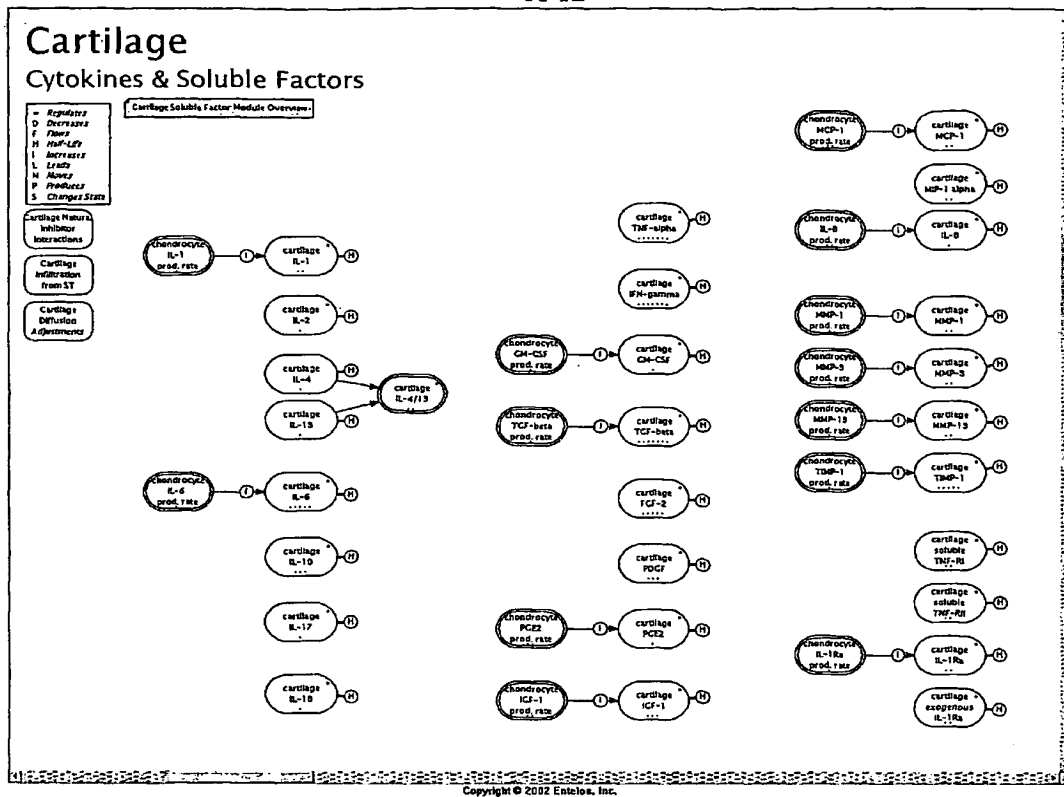 Cartilage
Cytokines & Soluble Factors
Cartilage Soluble Factor Module Overview
= Regulates
D Decreases
F Flows
H Half-Life
I Increases
L Leads
M Moves
P Produces
S Changes State
Cartilage Natural
Inhibitor
Interactions
Cartilage
Infiltration
from ST
Cartilage
Diffusion
Adjustments
chondrocyte
IL-1
prod. rate
I
cartilage
IL-1
H
cartilage
IL-2
H
cartilage
IL-4
H
cartilage
IL-13
H
cartilage
IL-4/13
chondrocyte
IL-6
prod. rate
I
cartilage
IL-6
H
cartilage
IL-10
H
cartilage
IL-17
H
cartilage
IL-18
H
cartilage
TNF-alpha
H
cartilage
IFN-gamma
H
chondrocyte
GM-CSF
prod. rate
I
cartilage
GM-CSF
H
chondrocyte
TGF-beta
prod. rate
I
cartilage
TGF-beta
H
cartilage
FGF-2
H
cartilage
PDGF
H
chondrocyte
PGE2
prod. rate
I
cartilage
PGE2
H
chondrocyte
IGF-1
prod. rate
I
cartilage
IGF-1
H
chondrocyte
MCP-1
prod. rate
I
cartilage
MCP-1
H
cartilage
MIP-1 alpha
H
chondrocyte
IL-8
prod. rate
I
cartilage
IL-8
H
chondrocyte
MMP-1
prod. rate
I
cartilage
MMP-1
H
chondrocyte
MMP-3
prod. rate
I
cartilage
MMP-3
H
chondrocyte
MMP-13
prod. rate
I
cartilage
MMP-13
H
chondrocyte
TIMP-1
prod. rate
I
cartilage
TIMP-1
H
cartilage
soluble
TNF-RI
H
cartilage
soluble
TNF-RII
H
chondrocyte
IL-1Ra
prod. rate
I
cartilage
IL-1Ra
H
cartilage
exogenous
IL-1Ra
H
Copyright © 2002 Entelos, Inc.